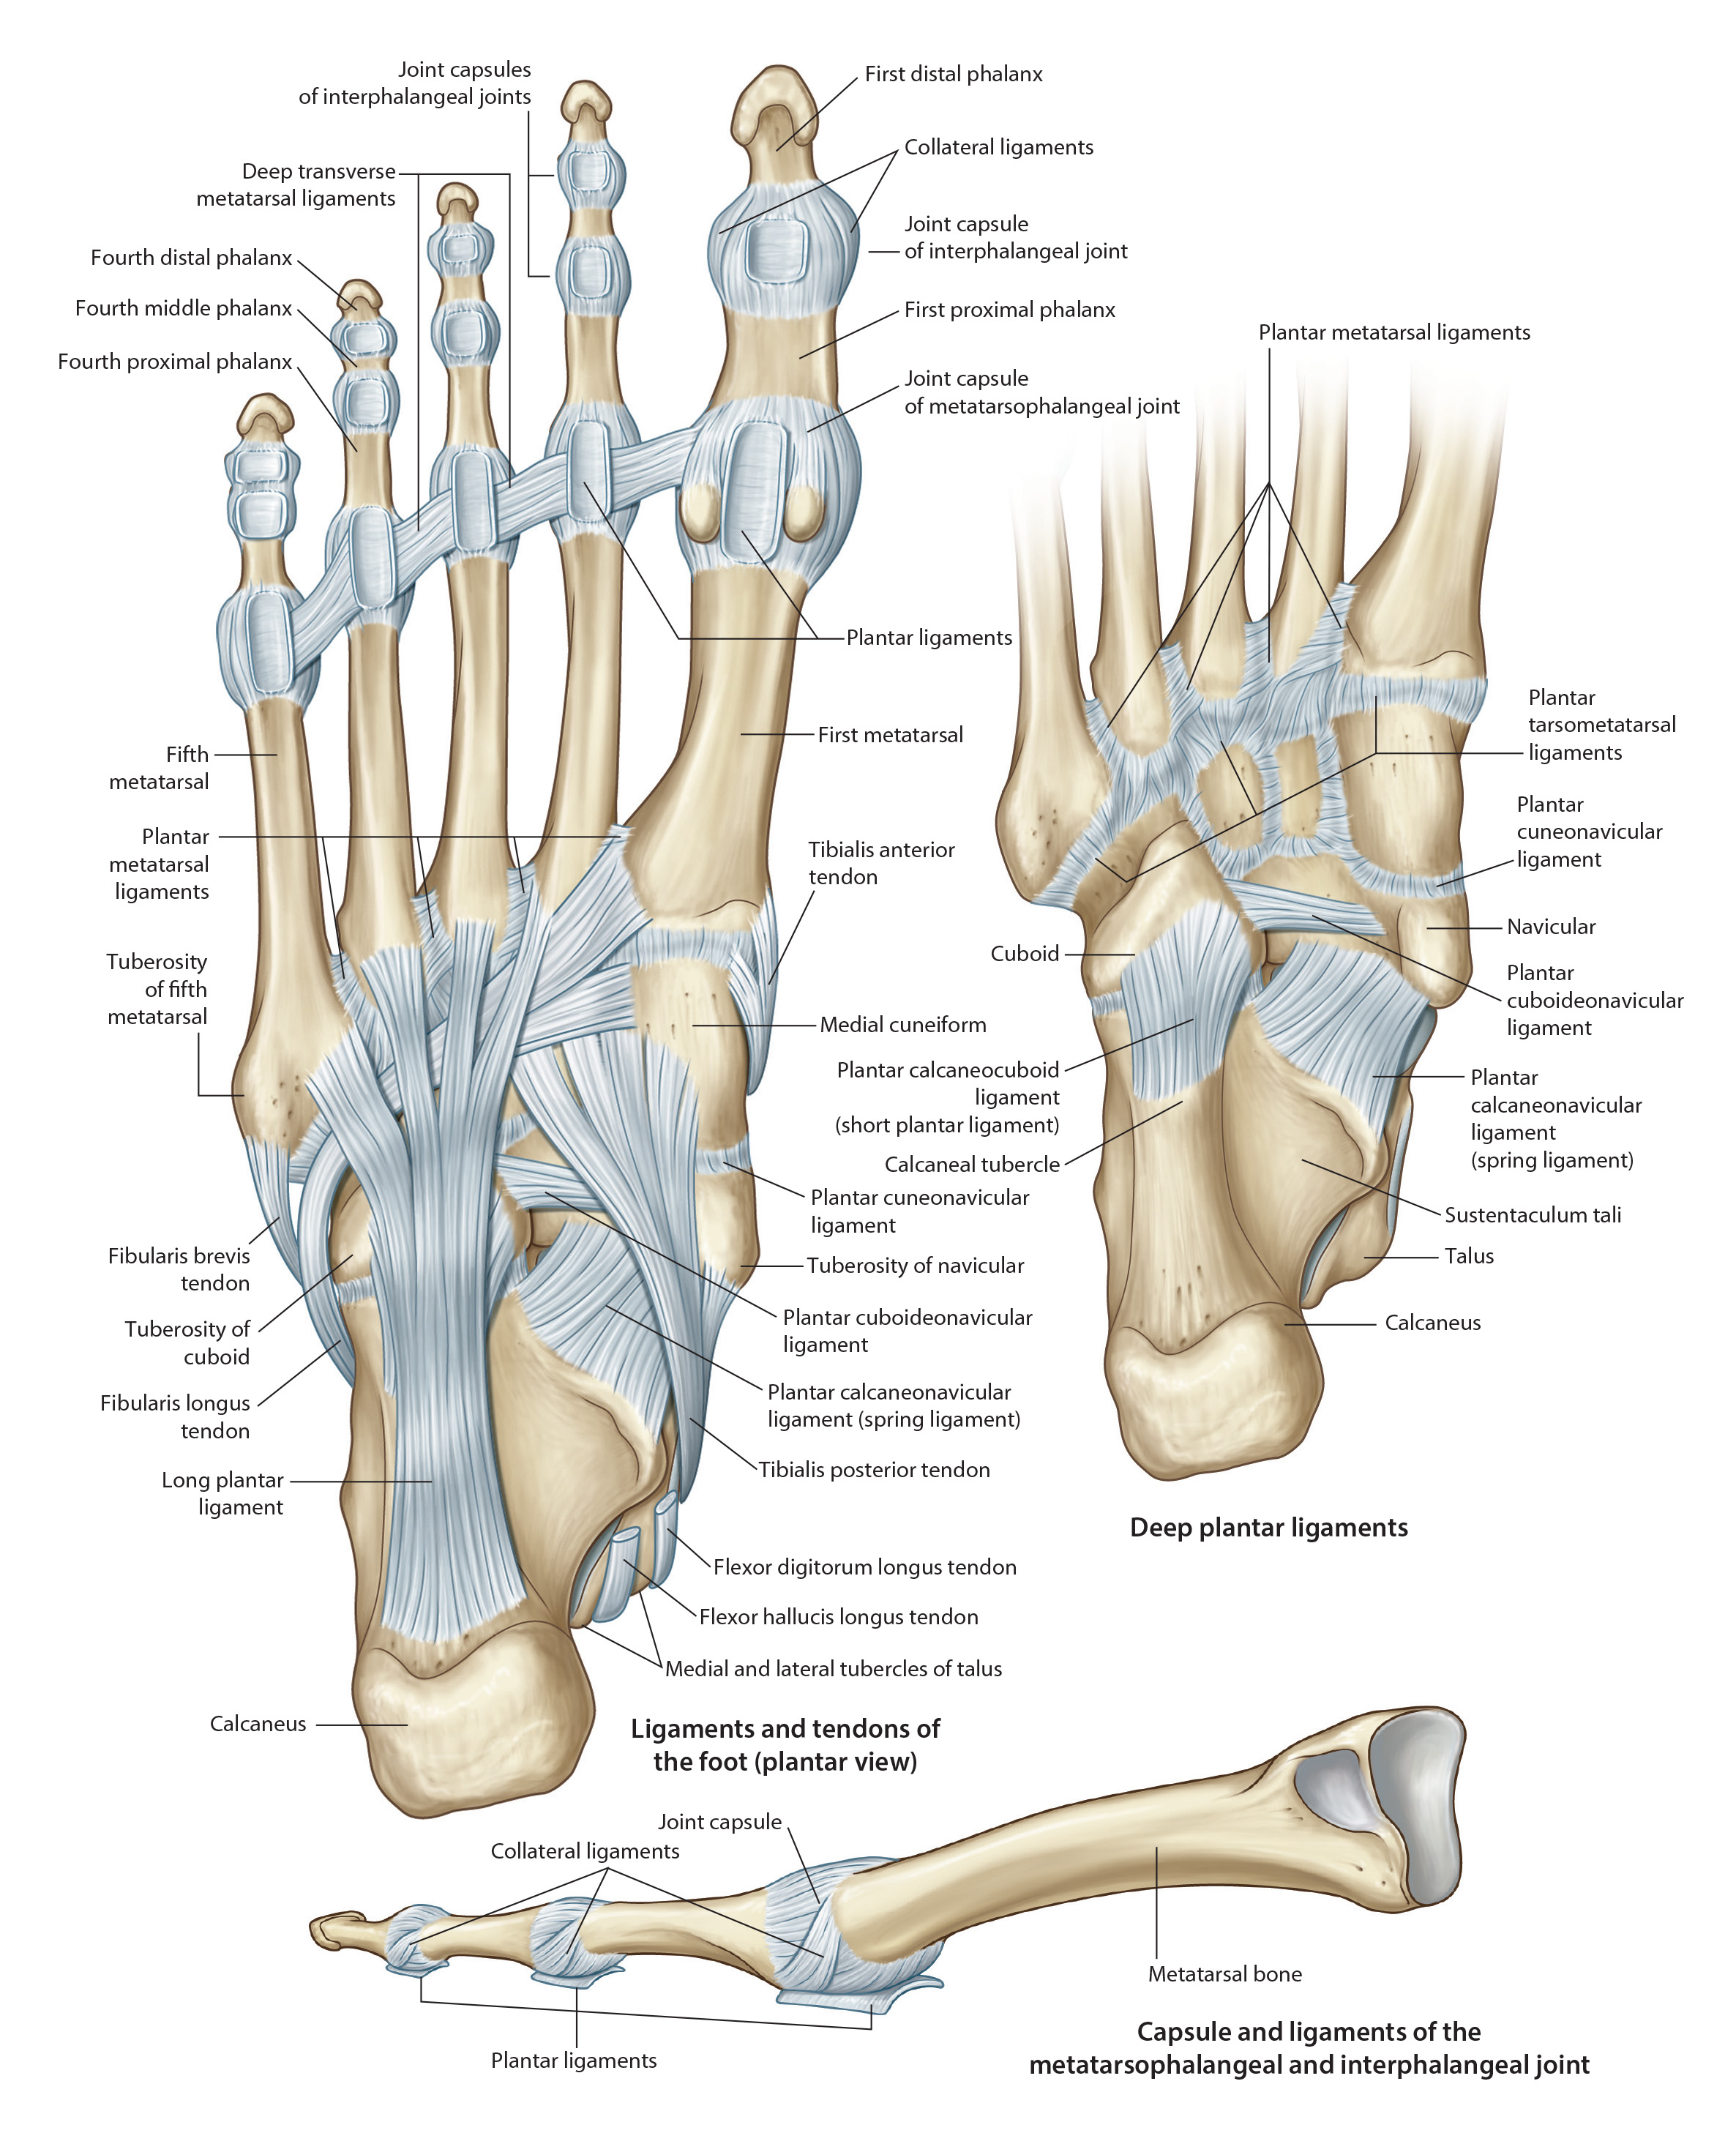 Joint capsules
of interphalangeal joints
Deep transverse
metatarsal ligaments
Fourth distal phalanx
Fourth middle phalanx
Fourth proximal phalanx
Fifth
metatarsal
Plantar
metatarsal
ligaments
Tuberosity
of fifth
metatarsal
Fibularis brevis
tendon
Tuberosity of
cuboid
Fibularis longus
tendon
Long plantar
ligament
Calcaneus
First distal phalanx
Collateral ligaments
Joint capsule
of interphalangeal joint
First proximal phalanx
Joint capsule
of metatarsophalangeal joint
Plantar ligaments
First metatarsal
Tibialis anterior
tendon
Medial cuneiform
Plantar cuneonavicular
ligament
Tuberosity of navicular
Plantar cuboideonavicular
ligament
Plantar calcaneonavicular
ligament (spring ligament)
Tibialis posterior tendon
Flexor digitorum longus tendon
Flexor hallucis longus tendon
Medial and lateral tubercles of talus
Ligaments and tendons of
the foot (plantar view)
Plantar metatarsal ligaments
Plantar
tarsometatarsal
ligaments
Plantar
cuneonavicular
ligament
Navicular
Plantar
cuboideonavicular
ligament
Plantar
calcaneonavicular
ligament
(spring ligament)
Sustentaculum tali
Talus
Calcaneus
Cuboid
Plantar calcaneocuboid
ligament
(short plantar ligament)
Calcaneal tubercle
Deep plantar ligaments
Joint capsule
Collateral ligaments
Metatarsal bone
Plantar ligaments
Capsule and ligaments of the
metatarsophalangeal and interphalangeal joint